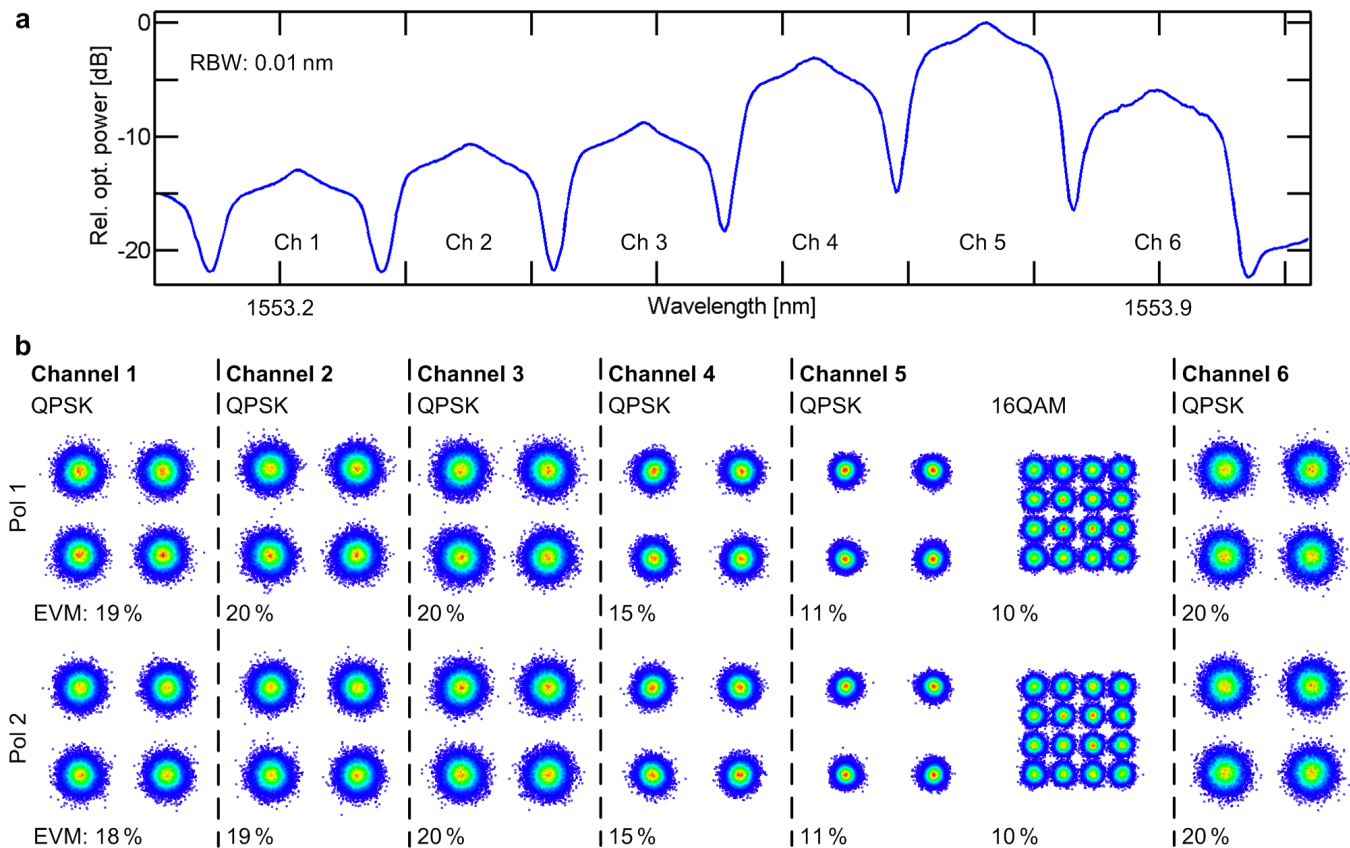 a
0
RBW: 0.01 nm
Rel. opt. power [dB]
-10
-20
Ch 1 Ch 2 Ch 3 Ch 4 Ch 5 Ch 6
1553.2 Wavelength [nm] 1553.9
b
Channel 1 Channel 2 Channel 3 Channel 4 Channel 5 Channel 6
QPSK QPSK QPSK QPSK QPSK 16QAM QPSK
Pol 1
EVM: 19 % 20 % 20 % 15 % 11 % 10 % 20 %
Pol 2
EVM: 18 % 19 % 20 % 15 % 11 % 10 % 20 %